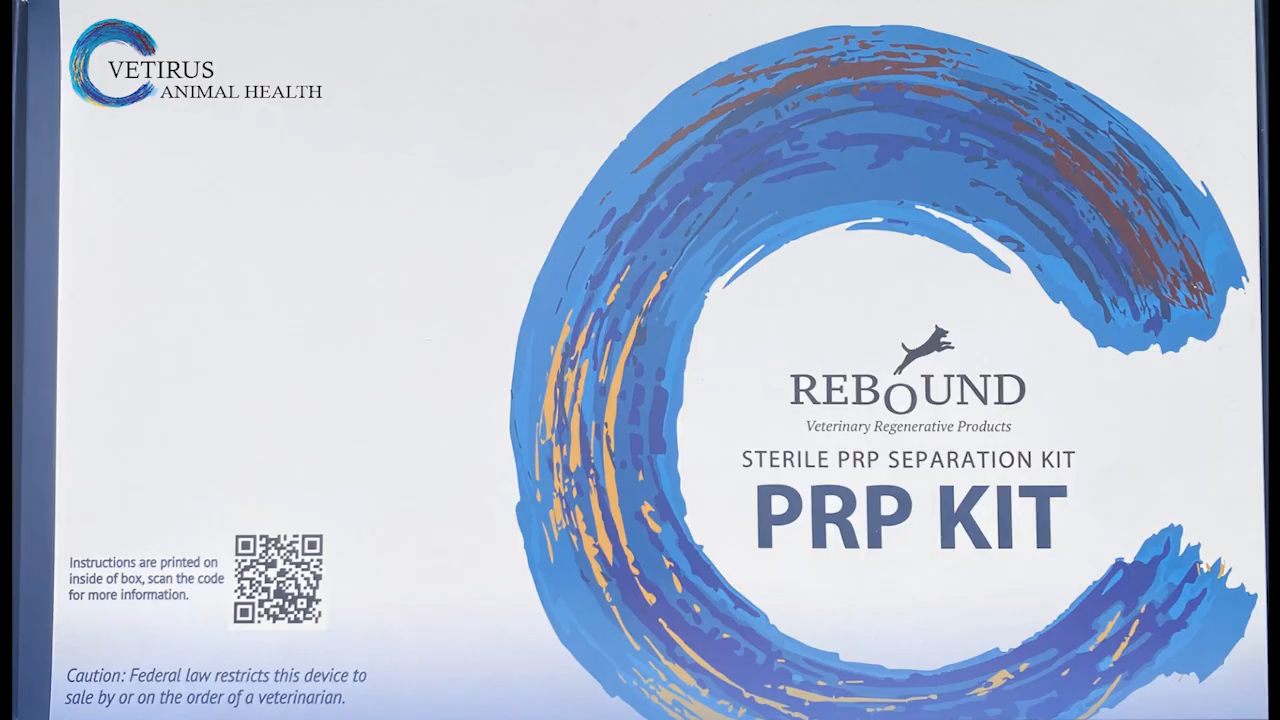 VETIRUS
ANIMAL HEALTH
REBOUND
Veterinary Regenerative Products
STERILE PRP SEPARATION KIT
PRP KIT
Instructions are printed on
inside of box, scan the code
for more information.
Caution: Federal law restricts this device to
sale by or on the order of a veterinarian.